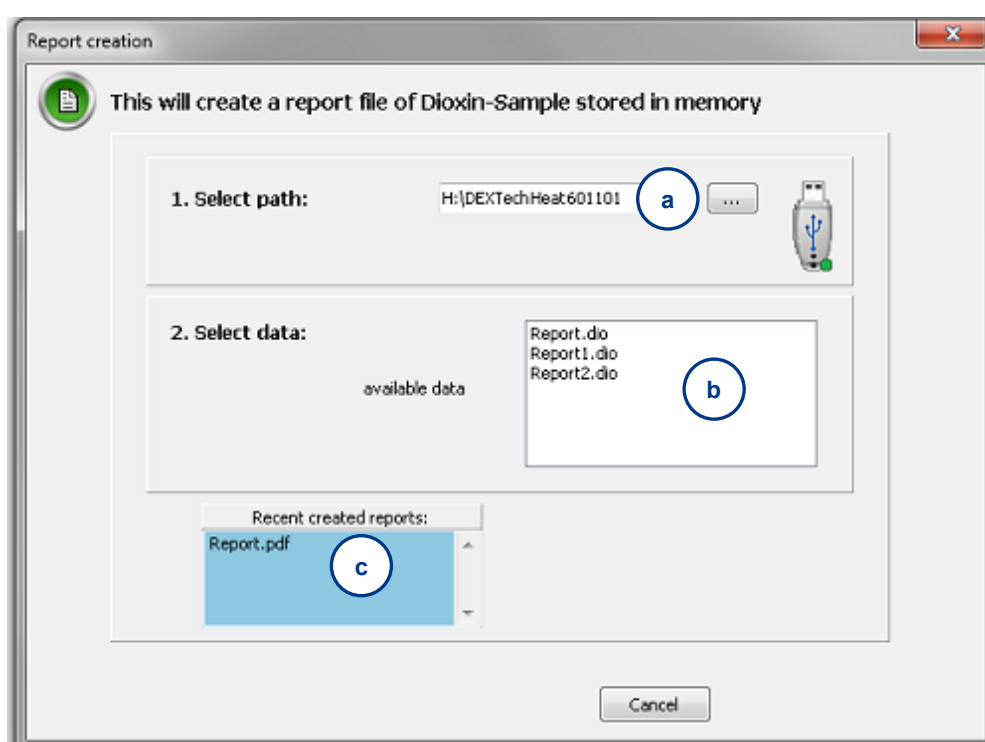 Report creation
This will create a report file of Dioxin-Sample stored in memory
1. Select path:
H:\DEXTechHeat601101
a
...
2. Select data:
available data
Report.dio
Report1.dio
Report2.dio
b
Recent created reports:
Report.pdf
c
Cancel